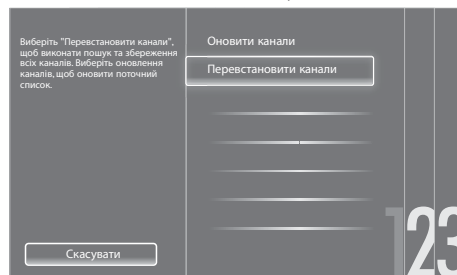 Виберіть "Перевстановити канали",
щоб виконати пошук та збереження
всіх каналів. Виберіть оновлення
каналів, щоб оновити поточний
список.
Оновити канали
Перевстановити канали
Скасувати
123